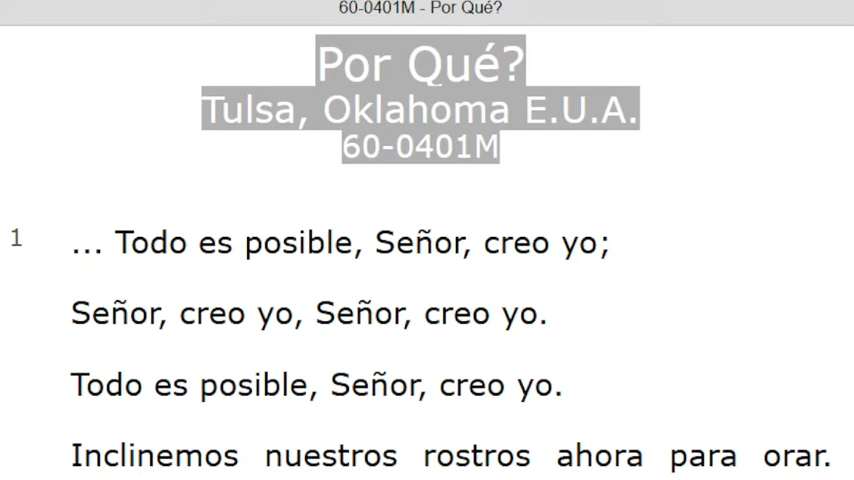 60-0401M - Por Qué?
Por Qué?
Tulsa, Oklahoma E.U.A.
60-0401M
1 ... Todo es posible, Señor, creo yo;
Señor, creo yo, Señor, creo yo.
Todo es posible, Señor, creo yo.
Inclinemos nuestros rostros ahora para orar.